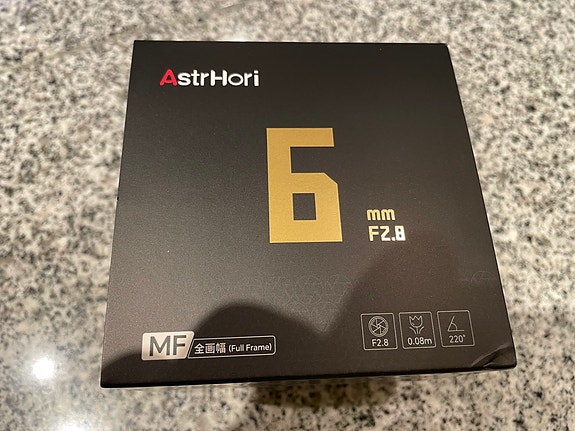 AstrHori
6
mm
F2.8
MF 全画幅 (Full Frame)
F2.8 0.08m 220°